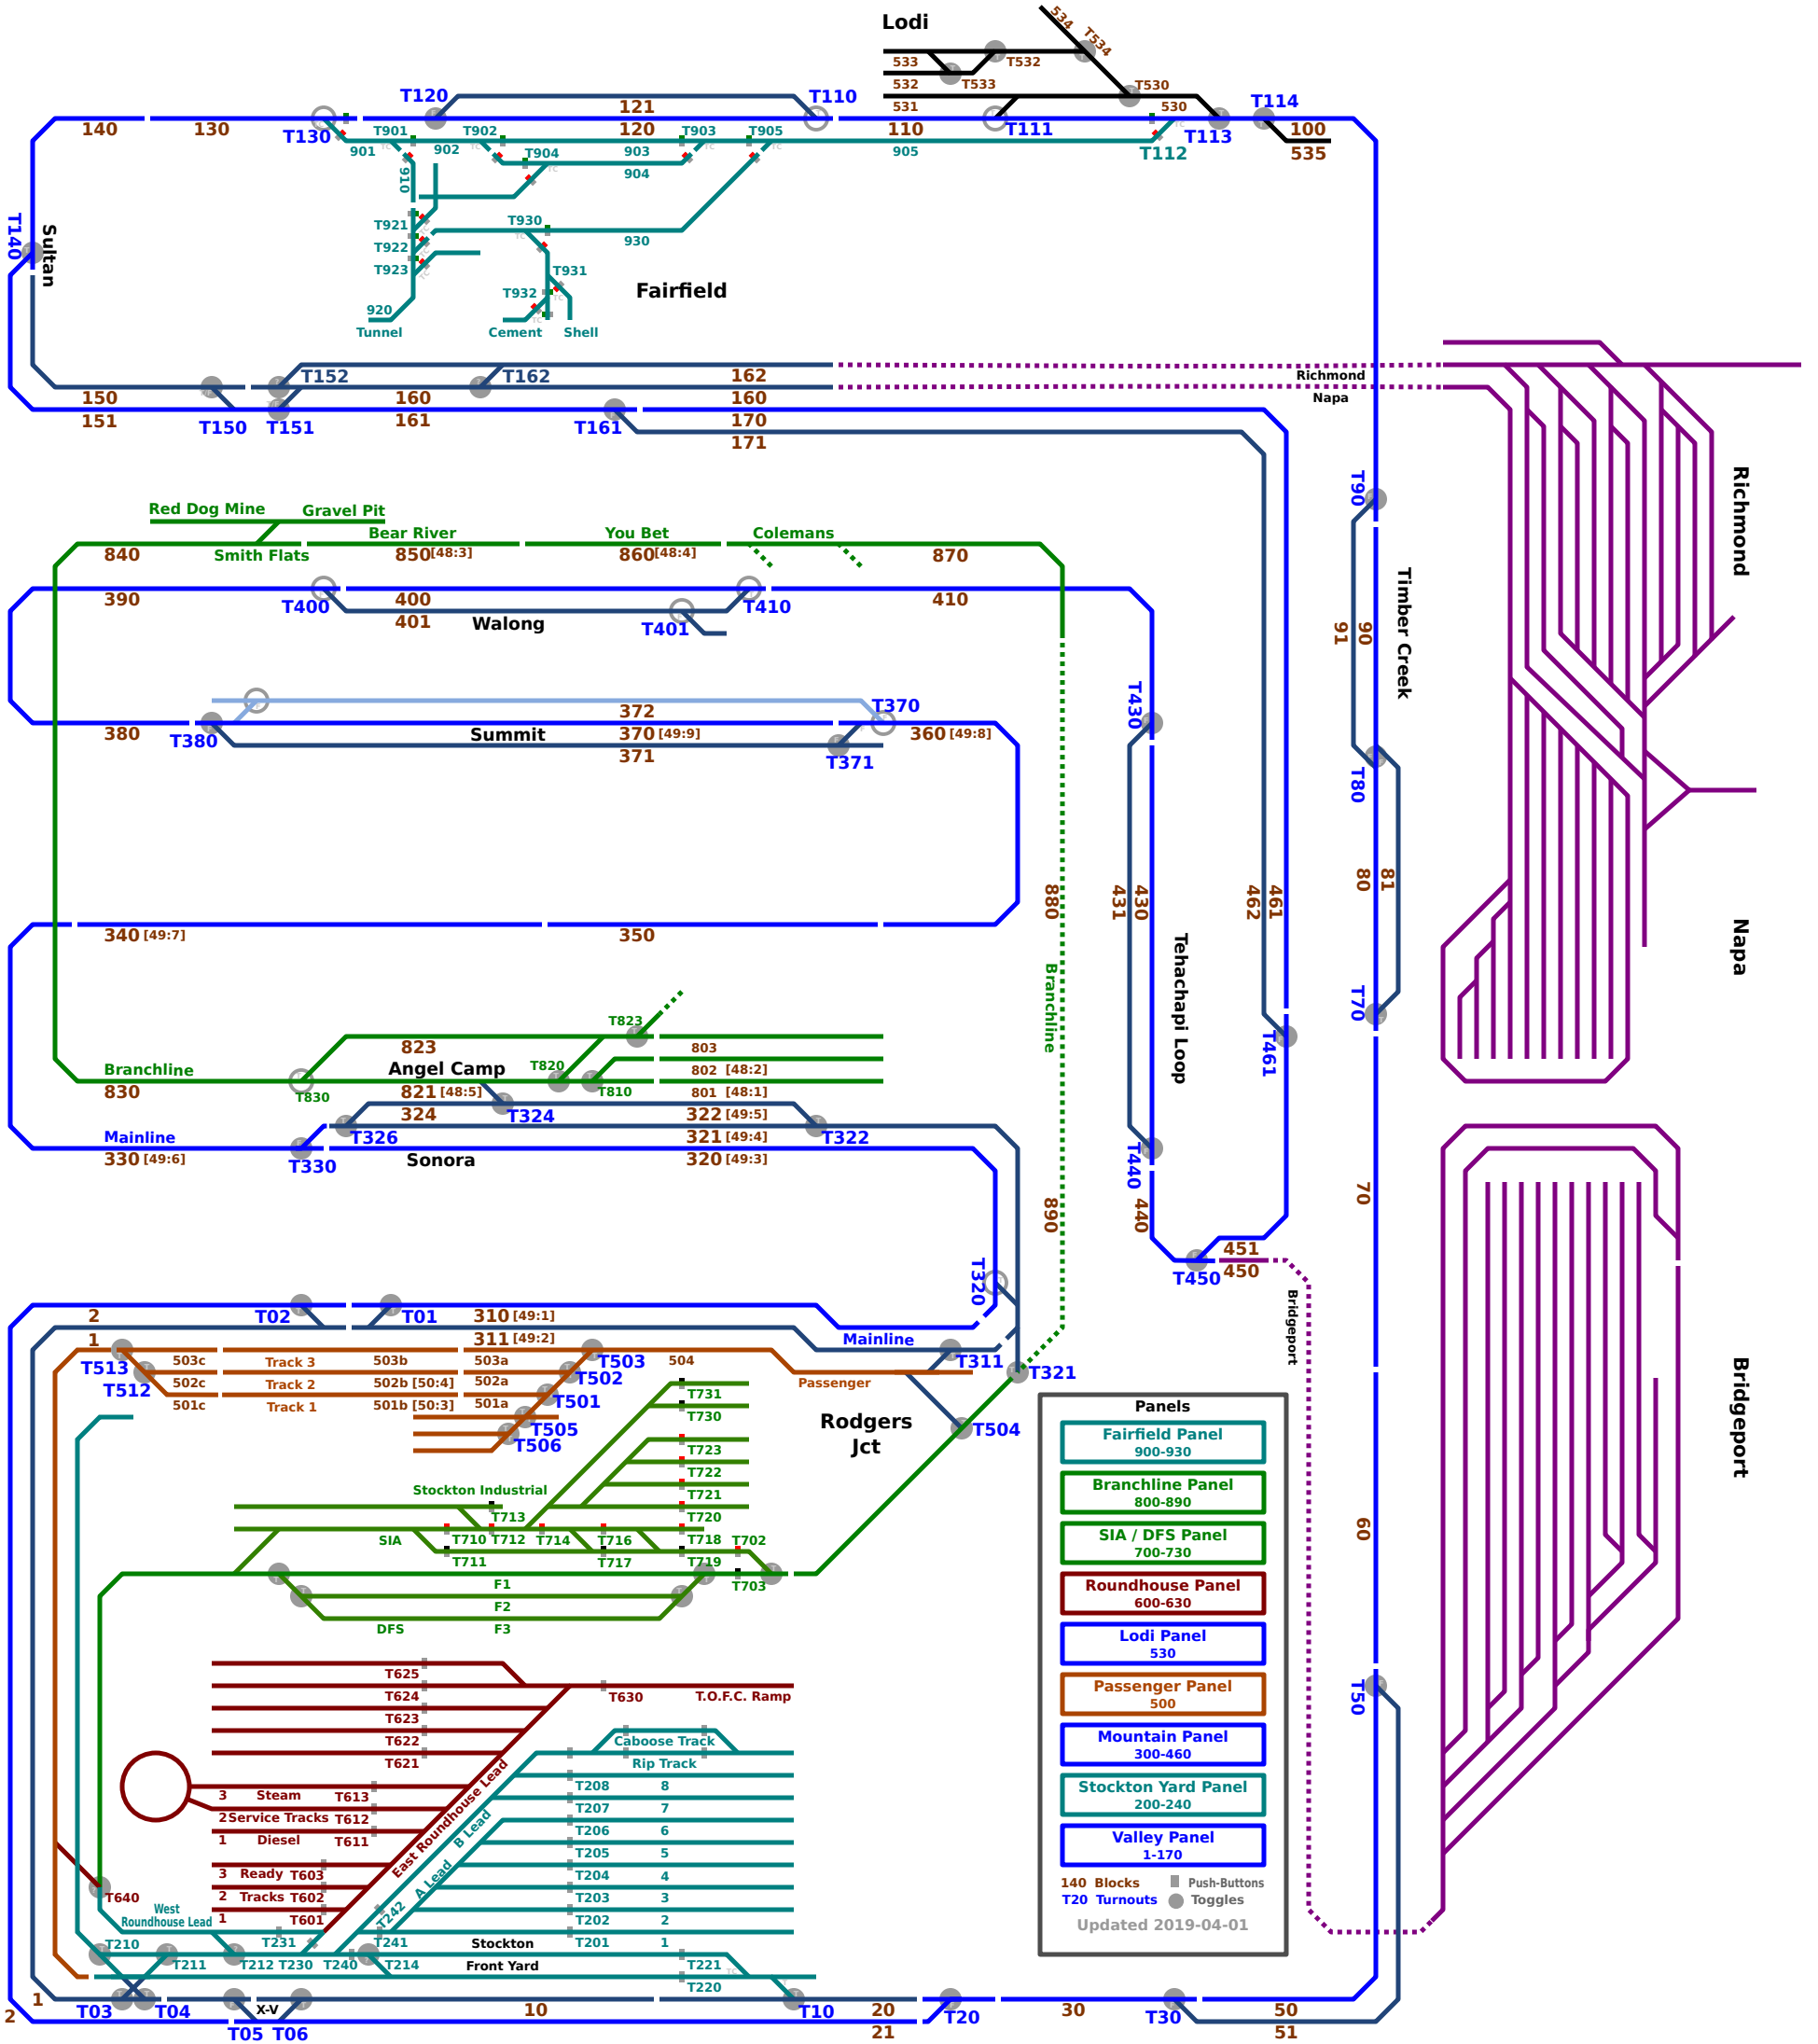 Lodi
534
T534
533
T532
532
T533
T530
531
530
T120
121
T110
T111
T113
T114
140
130
T130
T901
T902
120
T903
T905
110
100
901
902
T904
903
905
T112
535
910
904
T140
Sultan
T921
T930
T922
930
T923
T931
Fairfield
T932
920
Tunnel
Cement
Shell
T152
T162
162
Richmond
150
160
160
Napa
151
T150
T151
161
T161
170
171
T90
Richmond
Red Dog Mine
Gravel Pit
Bear River
You Bet
Colemans
840
Smith Flats
850 [48:3]
860 [48:4]
870
390
T400
400
T410
410
401
Walong
T401
91
90
Timber Creek
T430
372
T370
380
T380
Summit
370 [49:9]
360 [49:8]
371
T371
T80
880
431
430
462
461
80
81
340 [49:7]
350
Tehachapi Loop
Napa
Branchline
T70
T823
T461
823
803
Branchline
Angel Camp
T820
802 [48:2]
830
T830
821 [48:5]
T810
801 [48:1]
324
T324
322 [49:5]
Mainline
T326
321 [49:4]
T322
330 [49:6]
T330
Sonora
320 [49:3]
T440
440
890
70
T320
451
T450
450
Bridgeport
2
T02
T01
310 [49:1]
1
311 [49:2]
Mainline
T311
T513
503c
Track 3
503b
503a
T503
504
T321
T512
502c
Track 2
502b [50:4]
502a
T502
Passenger
501c
Track 1
501b [50:3]
501a
T501
T731
T505
T730
Rodgers
Jct
T504
T506
T723
T722
Bridgeport
Stockton Industrial
T721
T713
T720
SIA
T710
T712
T714
T716
T718
T702
T711
T717
T719
F1
T703
F2
DFS
F3
60
Panels
Fairfield Panel
900-930
Branchline Panel
800-890
SIA / DFS Panel
700-730
Roundhouse Panel
600-630
Lodi Panel
530
Passenger Panel
500
Mountain Panel
300-460
Stockton Yard Panel
200-240
Valley Panel
1-170
140 Blocks
Push-Buttons
T20 Turnouts
Toggles
Updated 2019-04-01
T50
T625
T624
T630
T.O.F.C. Ramp
T623
T622
Caboose Track
T621
Rip Track
T208
8
3
Steam
T613
T207
7
2
Service Tracks
T612
T206
6
1
Diesel
T611
T205
5
East Roundhouse Lead
B Lead
3
Ready
T603
T204
4
A Lead
T640
2
Tracks
T602
T203
3
West
Roundhouse Lead
1
T601
T242
T202
2
T210
T231
T241
Stockton
T201
1
T211
T212
T230
T240
T214
Front Yard
T221
T220
1
T03
T04
X-V
10
T10
20
T20
30
T30
50
2
T05
T06
21
51